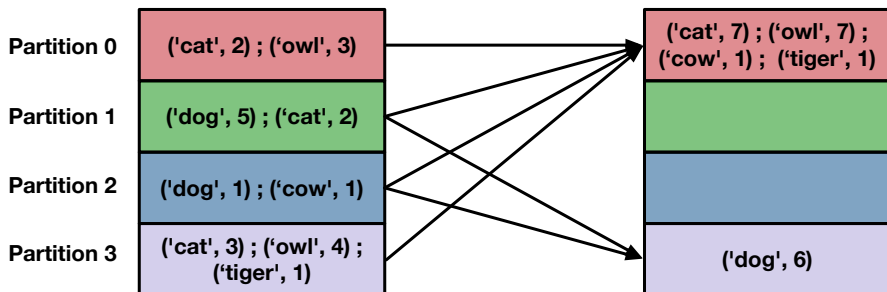 Partition 0
('cat', 2) ; (‘owl', 3)
('cat', 7) ; (‘owl', 7) ;
(‘cow', 1) ; (‘tiger', 1)
Partition 1
('dog', 5) ; (‘cat', 2)
Partition 2
('dog', 1) ; (‘cow', 1)
Partition 3
('cat', 3) ; (‘owl', 4) ;
(‘tiger', 1)
('dog', 6)